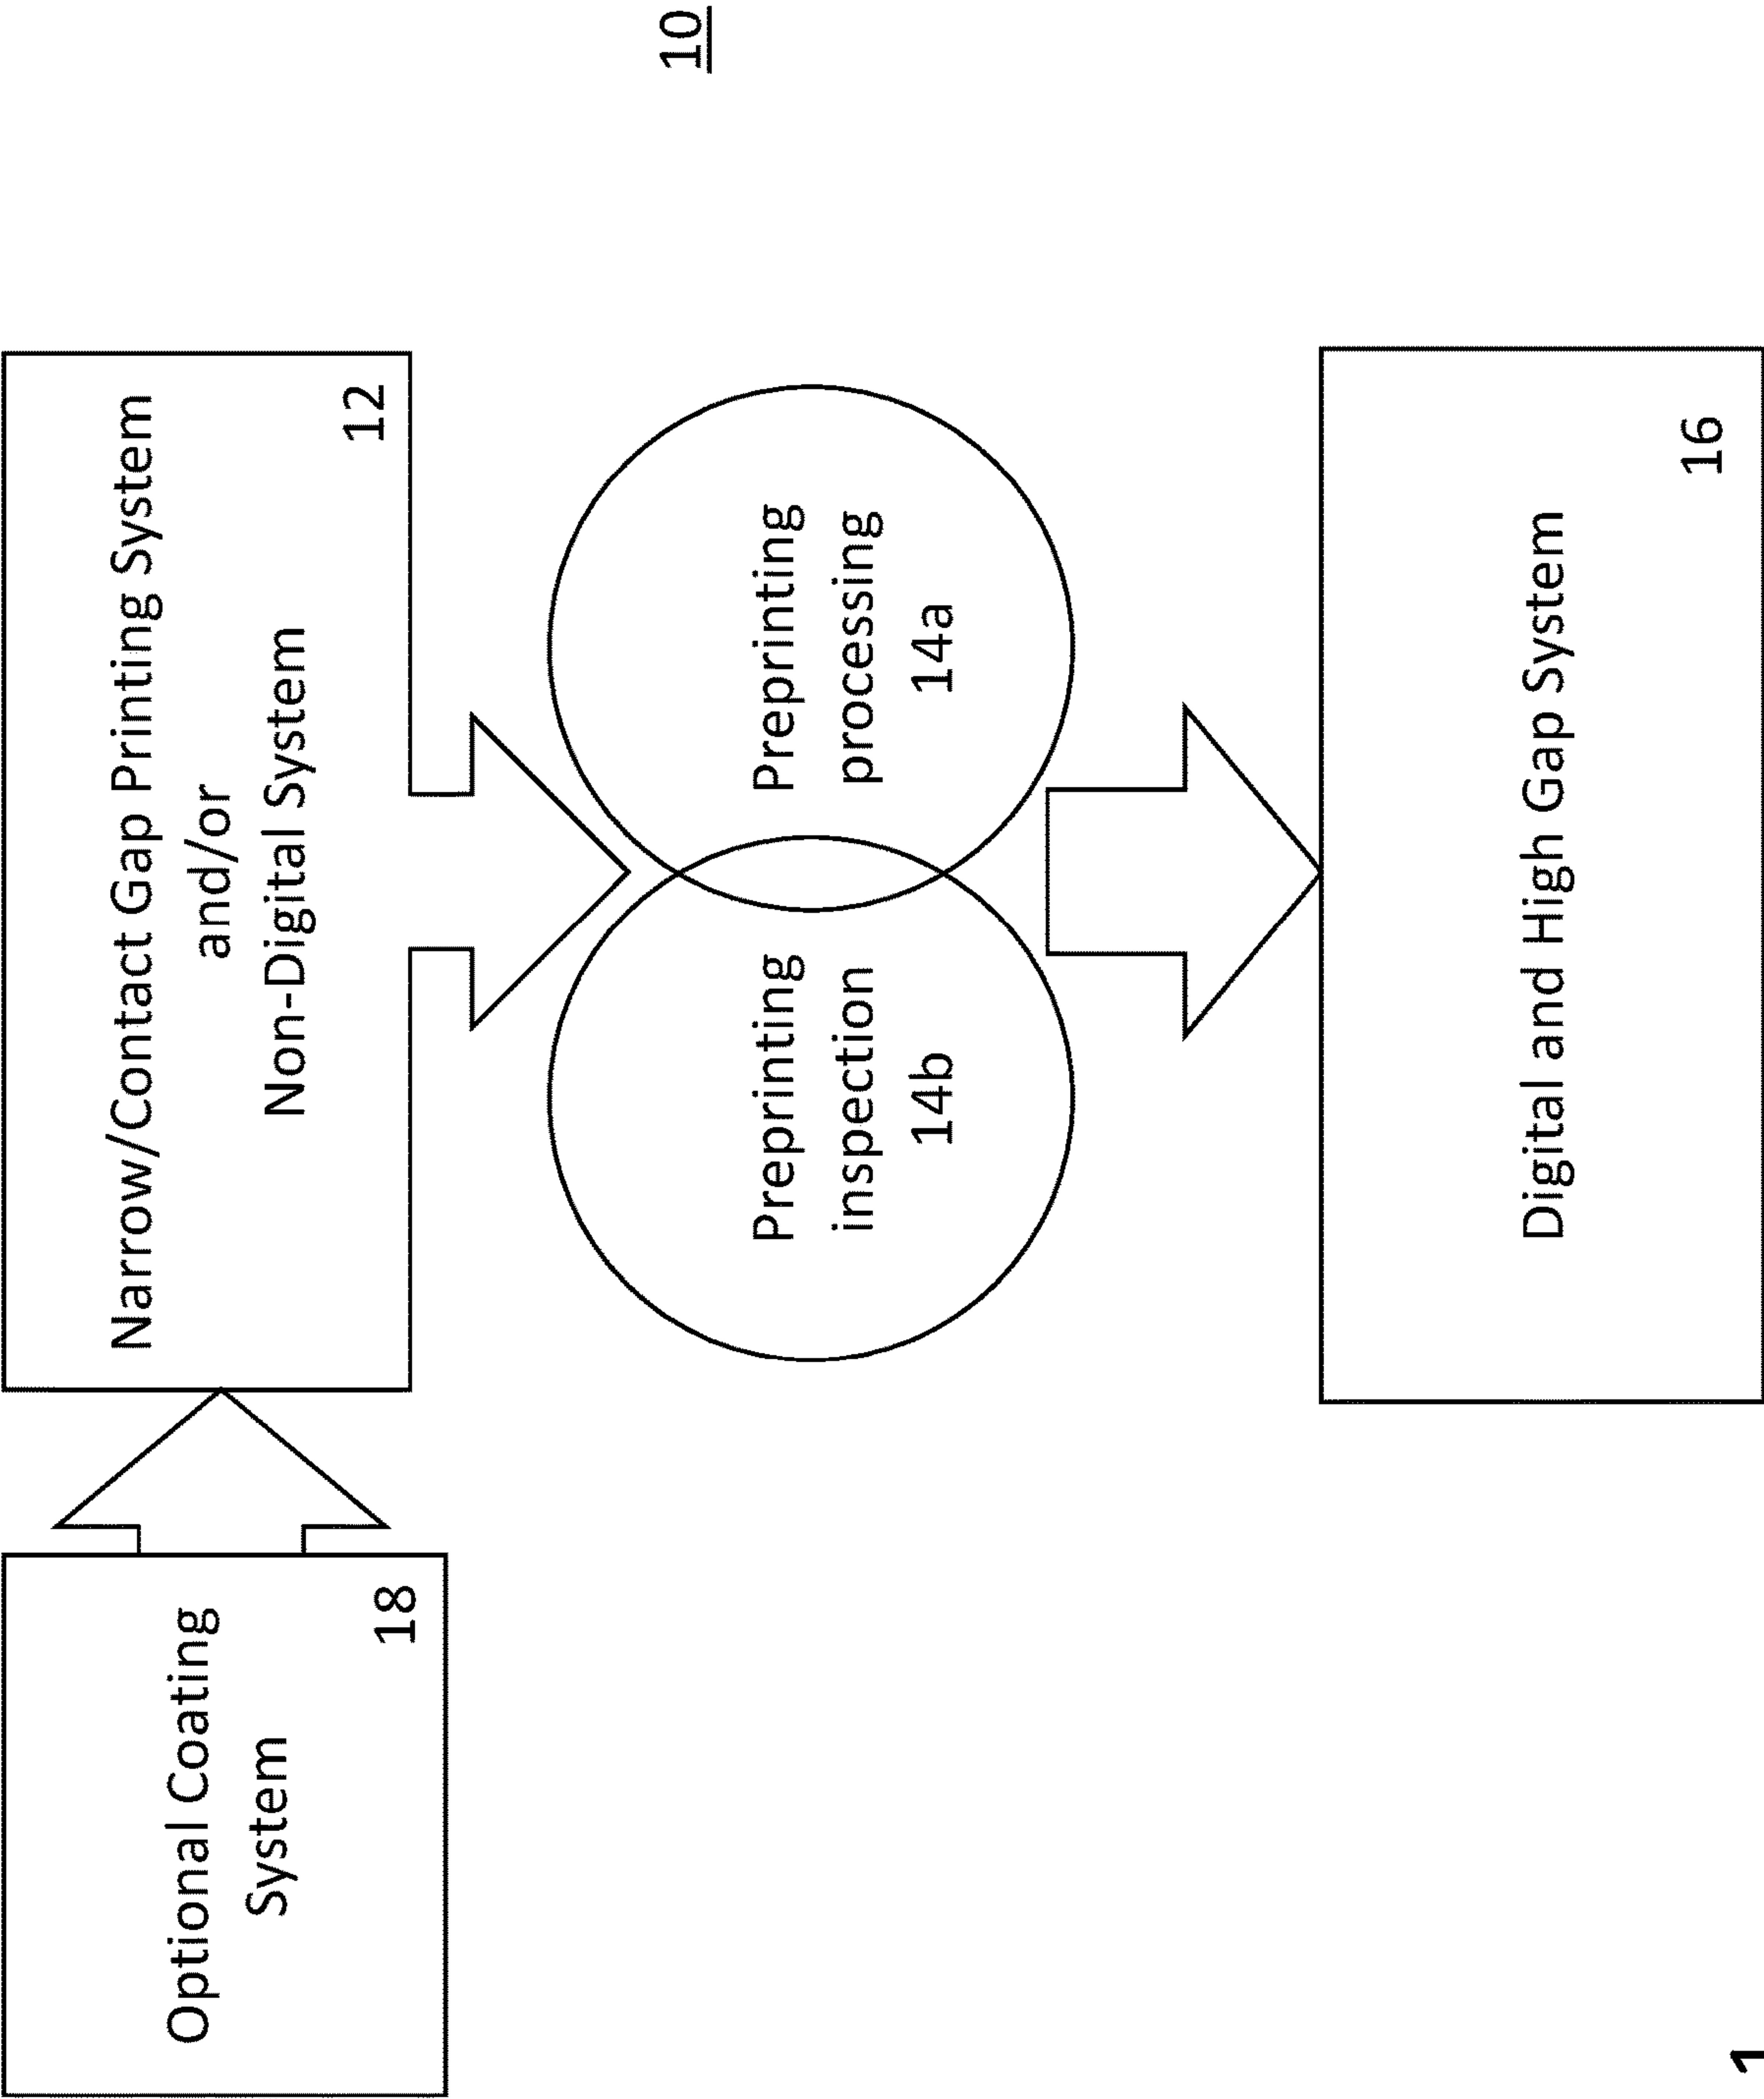 Optional Coating
System
18
Narrow/Contact Gap Printing System
and/or
Non-Digital System
12
10
Preprinting
inspection
14b
Preprinting
processing
14a
Digital and High Gap System
16
1